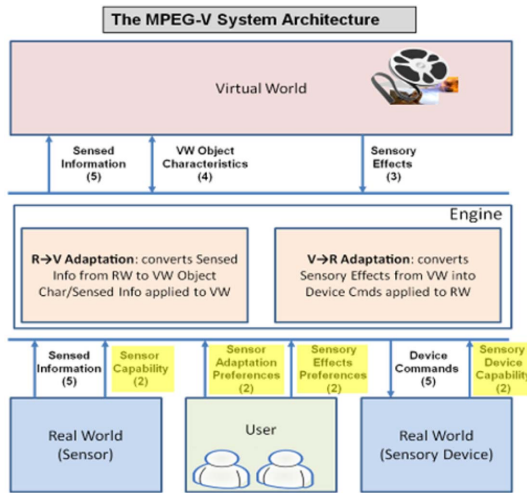 The MPEG-V System Architecture
Virtual World
Sensed
Information
(5)
VW Object
Characteristics
(4)
Sensory
Effects
(3)
Engine
R→V Adaptation: converts Sensed
Info from RW to VW Object
Char/Sensed Info applied to VW
V→R Adaptation: converts
Sensory Effects from VW into
Device Cmds applied to RW
Sensed
Information
(5)
Sensor
Capability
(2)
Sensor
Adaptation
Preferences
(2)
Sensory
Effects
Preferences
(2)
Device
Commands
(5)
Sensory
Device
Capability
(2)
Real World
(Sensor)
User
Real World
(Sensory Device)